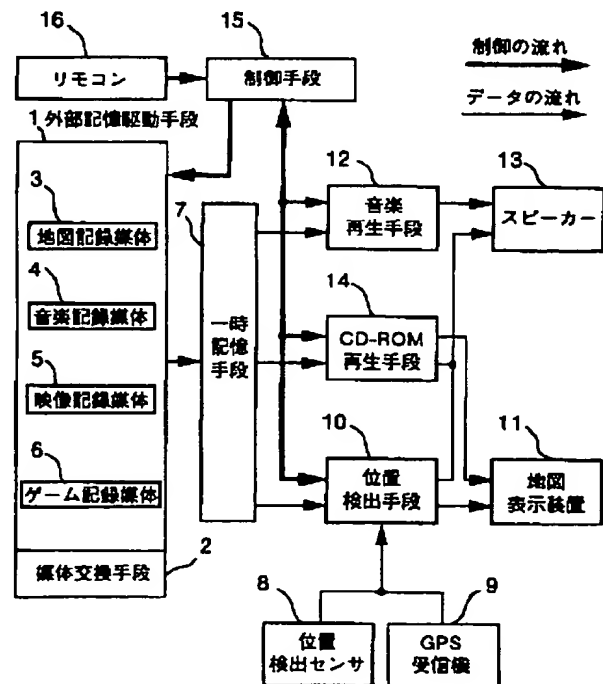 16
リモコン
15
制御手段
制御の流れ
データの流れ
1 外部記憶駆動手段
3
地図記録媒体
4
音楽記録媒体
5
映像記録媒体
6
ゲーム記録媒体
2
媒体交換手段
7
一時
記憶
手段
12
音楽
再生手段
13
スピーカー
14
CD-ROM
再生手段
10
位置
検出手段
11
地図
表示装置
8
位置
検出センサ
9
GPS
受信機